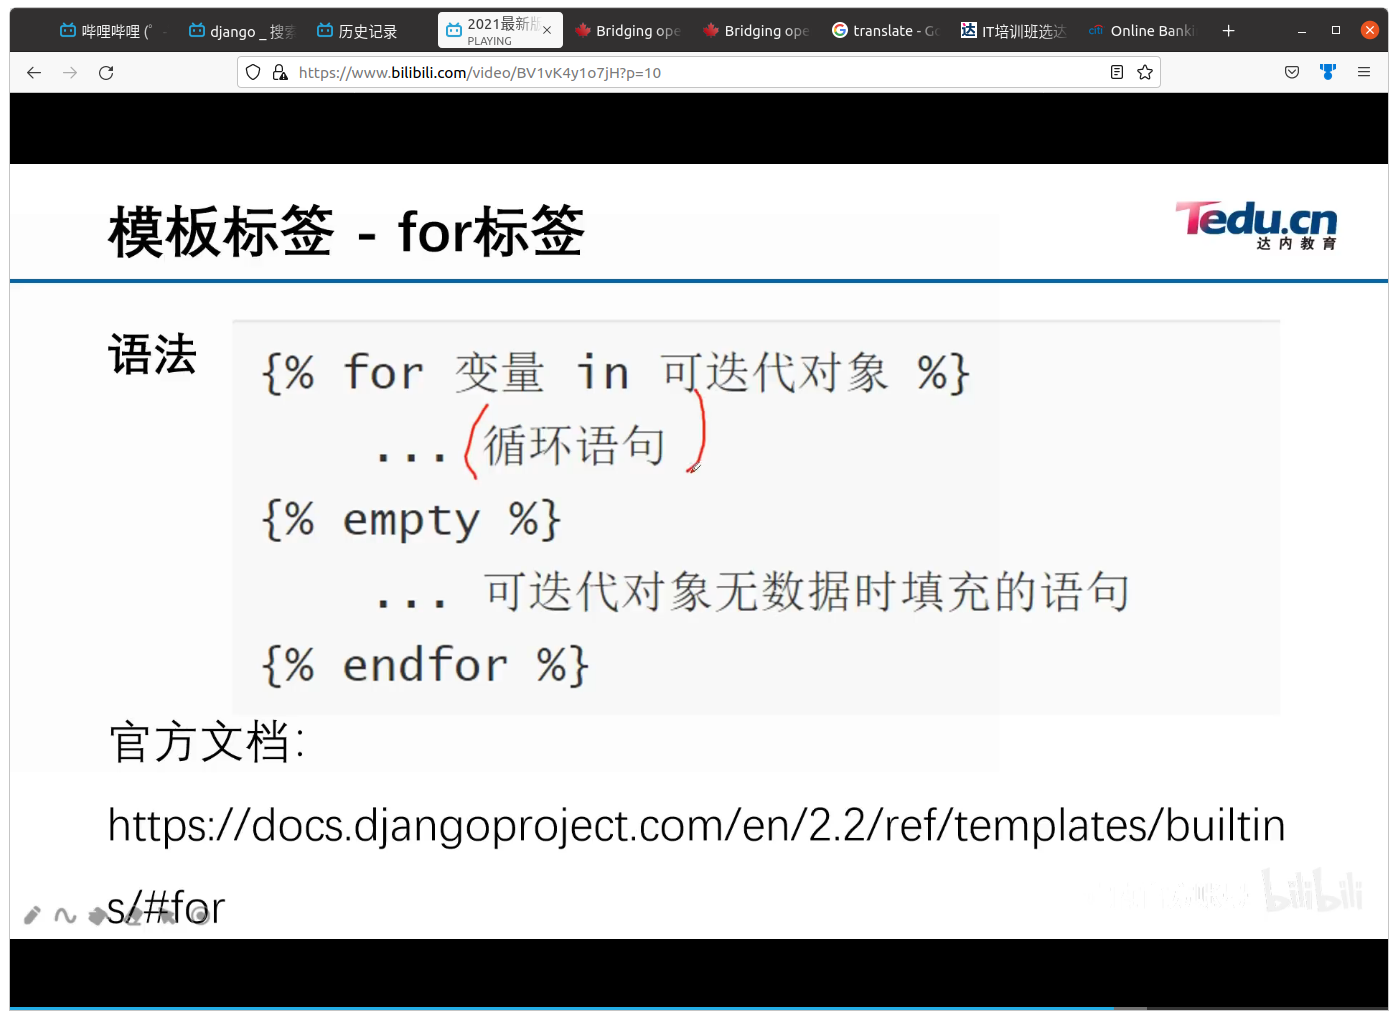 哔哩哔哩 (゜
django _ 搜索
历史记录
2021最新版
PLAYING
Bridging ope
Bridging ope
translate - Go
IT培训班选达
citi Online Banki
https://www.bilibili.com/video/BV1vK4y1o7jH?p=10
模板标签 - for标签
Tedu.cn
达内教育
语法
{% for 变量 in 可迭代对象 %}
... 循环语句
{% empty %}
... 可迭代对象无数据时填充的语句
{% endfor %}
官方文档：
https://docs.djangoproject.com/en/2.2/ref/templates/builtin
s/#for
bilibili